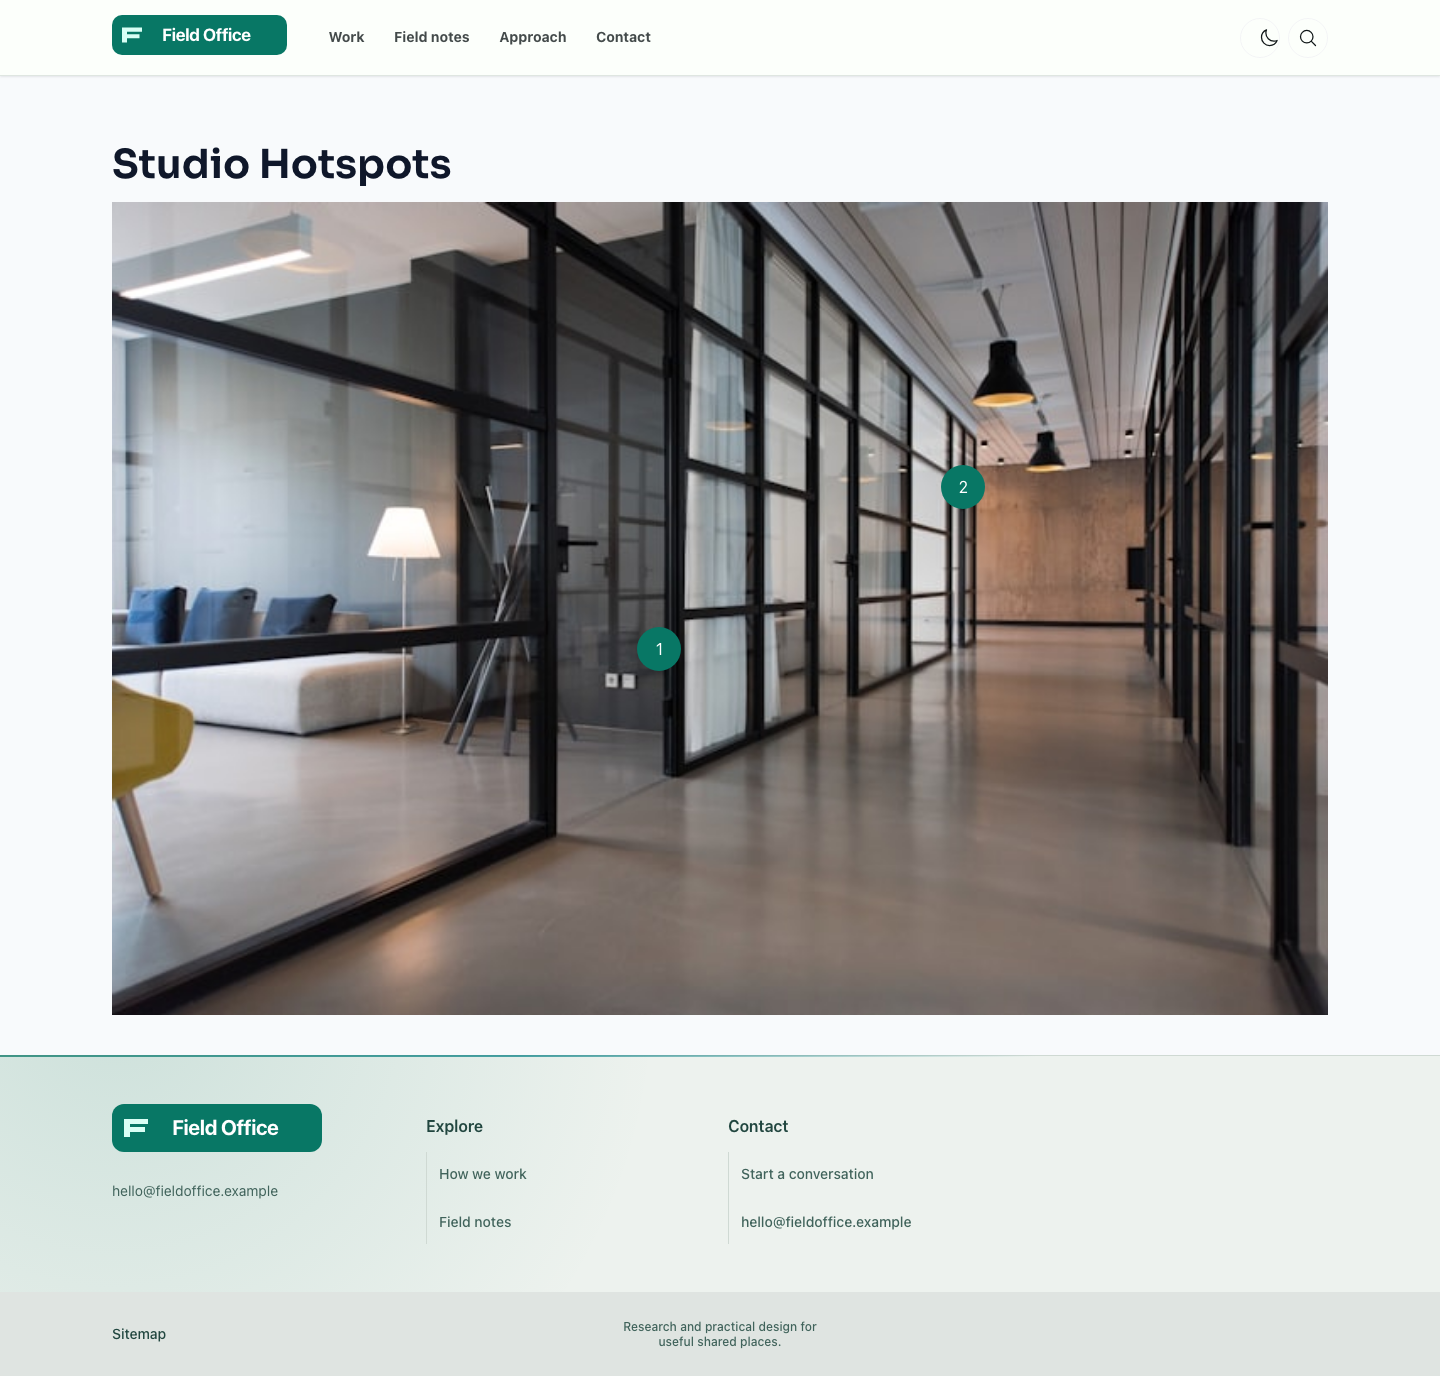 Field Office
Work
Field notes
Approach
Contact
Studio Hotspots
2
1
Field Office
hello@fieldoffice.example
Explore
How we work
Field notes
Contact
Start a conversation
hello@fieldoffice.example
Sitemap
Research and practical design for
useful shared places.